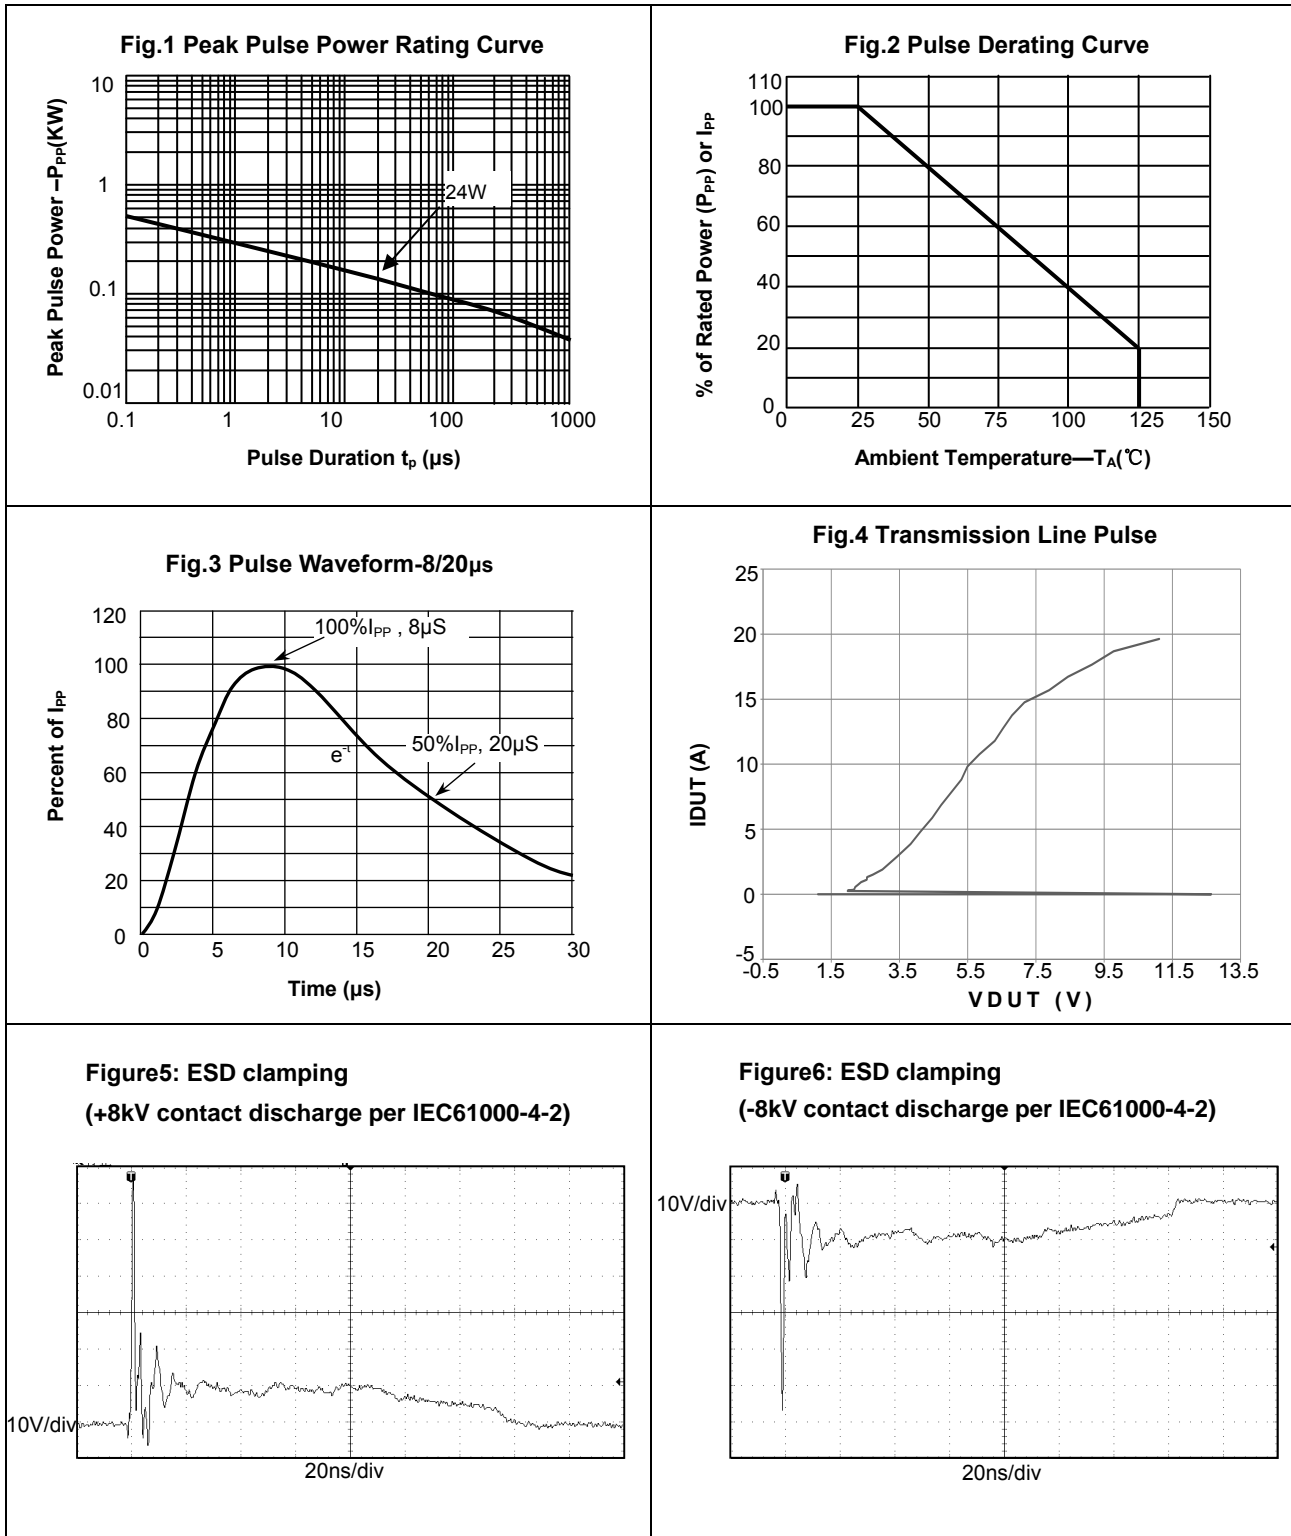 Fig.1 Peak Pulse Power Rating Curve
Peak Pulse Power –PPP(KW)
10
1
0.1
0.01
24W
0.1 1 10 100 1000
Pulse Duration tp (µs)
Fig.2 Pulse Derating Curve
% of Rated Power (PPP) or IPP
110
100
80
60
40
20
0
0 25 50 75 100 125 150
Ambient Temperature—TA(℃)
Fig.3 Pulse Waveform-8/20µs
Percent of IPP
120
100
80
60
40
20
0
100%IPP , 8µS
e-t
50%IPP, 20µS
0 5 10 15 20 25 30
Time (µs)
Fig.4 Transmission Line Pulse
IDUT (A)
25
20
15
10
5
0
-5
-0.5 1.5 3.5 5.5 7.5 9.5 11.5 13.5
VDUT (V)
Figure5: ESD clamping
(+8kV contact discharge per IEC61000-4-2)
10V/div
20ns/div
Figure6: ESD clamping
(-8kV contact discharge per IEC61000-4-2)
10V/div
20ns/div